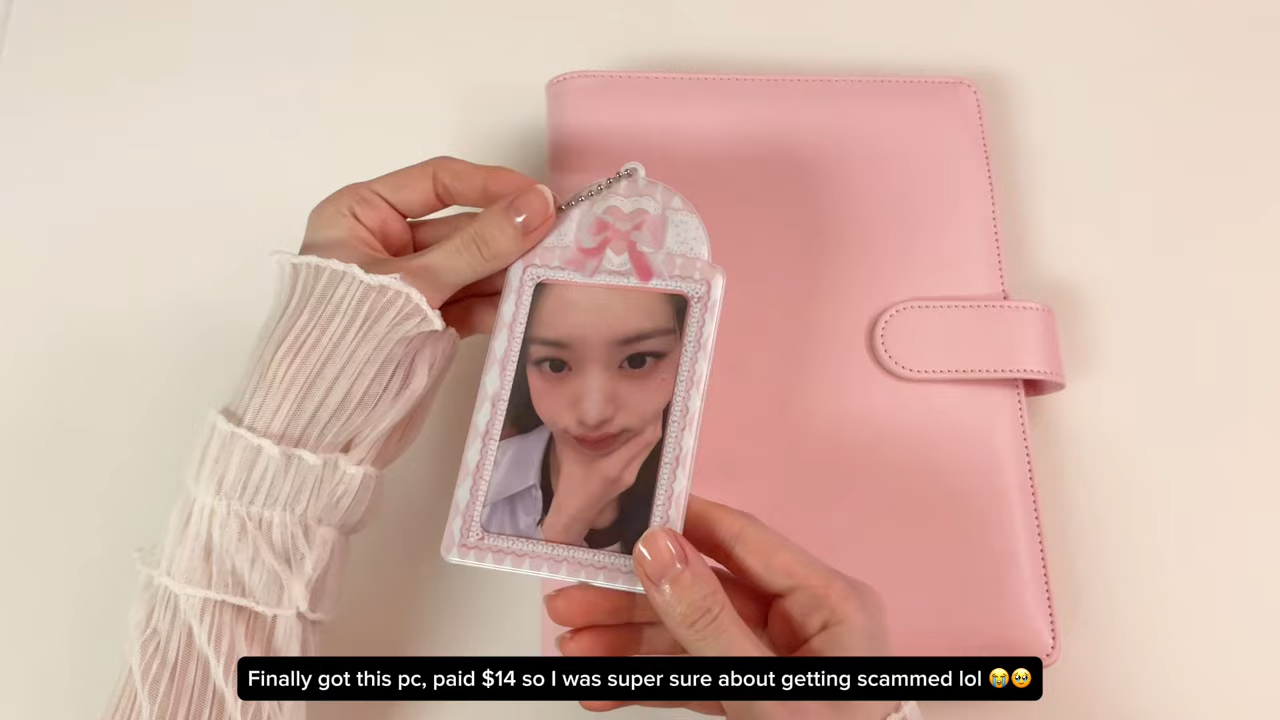 Finally got this pc, paid $14 so I was super sure about getting scammed lol 😭🥹